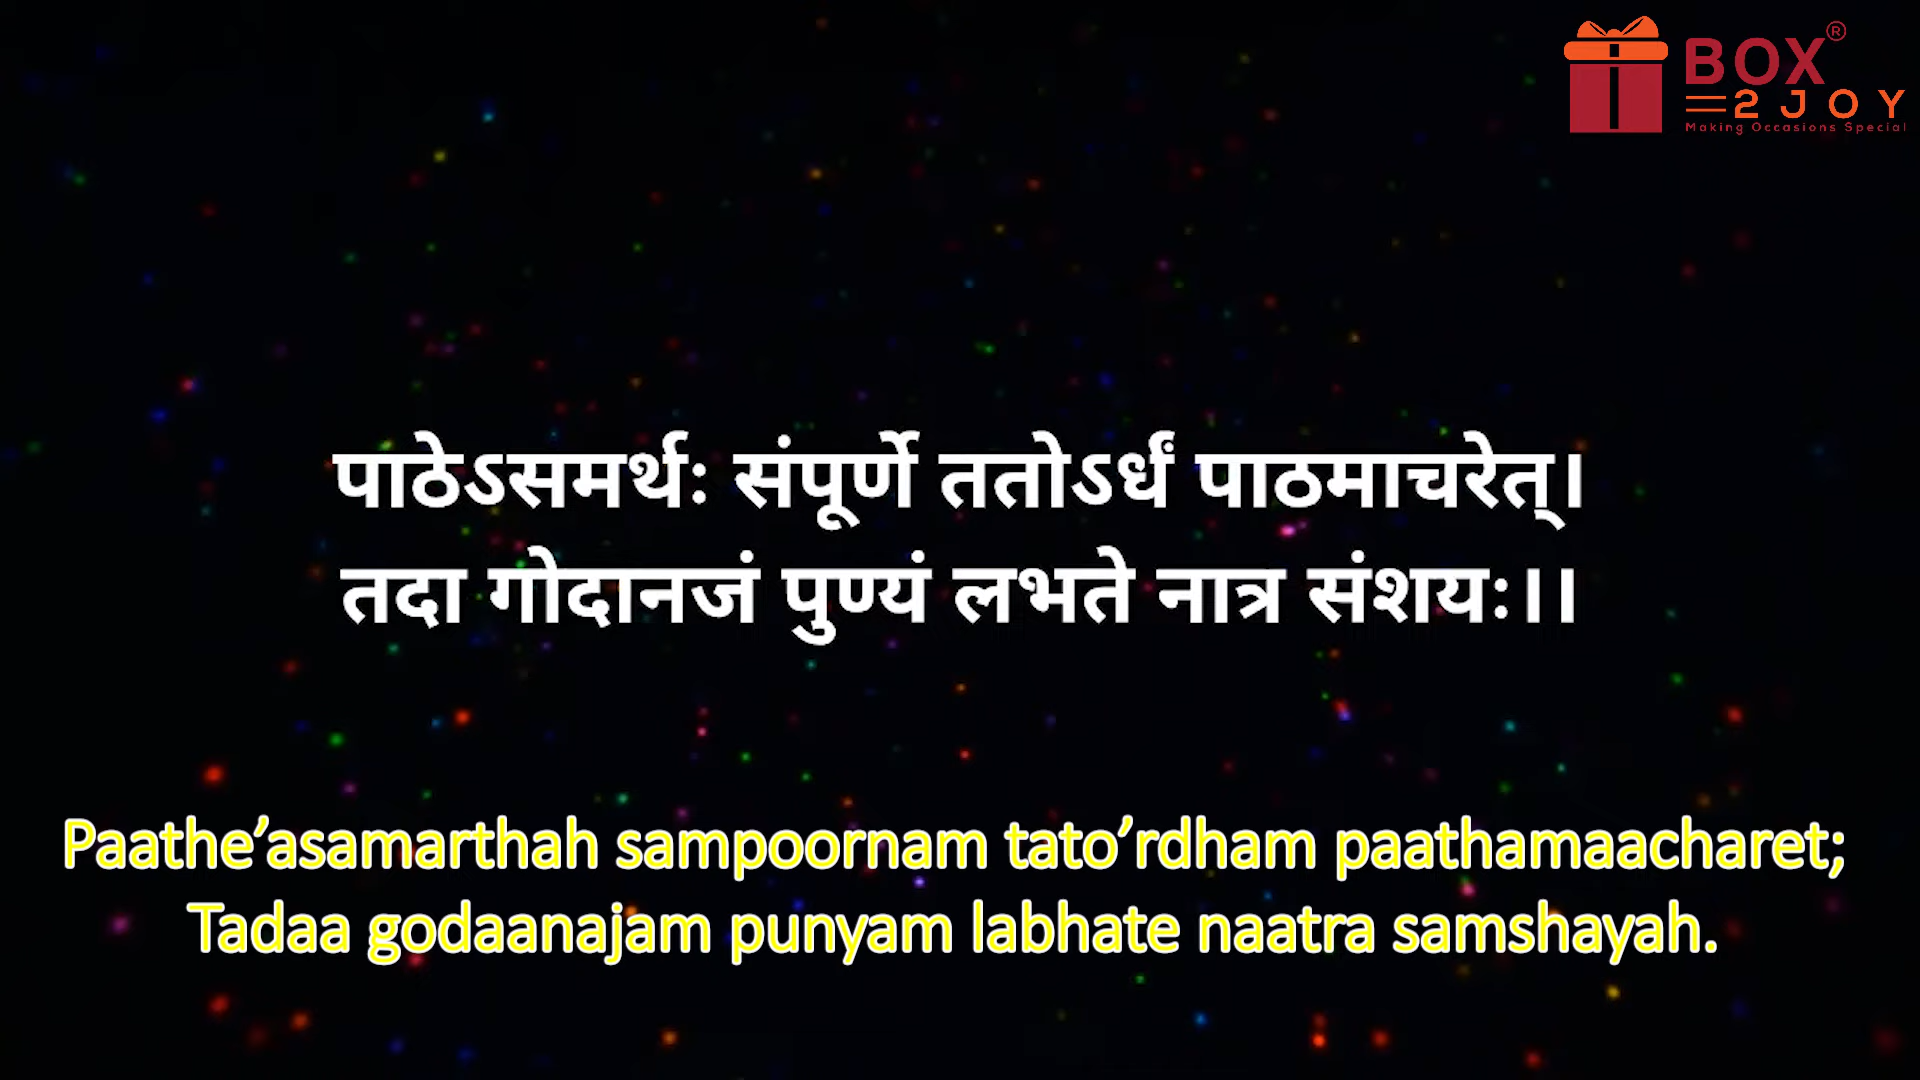 BOX®
2JOY
Making Occasions Special
पाठेऽसमर्थः संपूर्णे ततोऽर्धं पाठमाचरेत्।
तदा गोदानजं पुण्यं लभते नात्र संशयः।।
Paathe’asamarthah sampoornam tato’rdham paathamaacharet;
Tadaa godaanajam punyam labhate naatra samshayah.